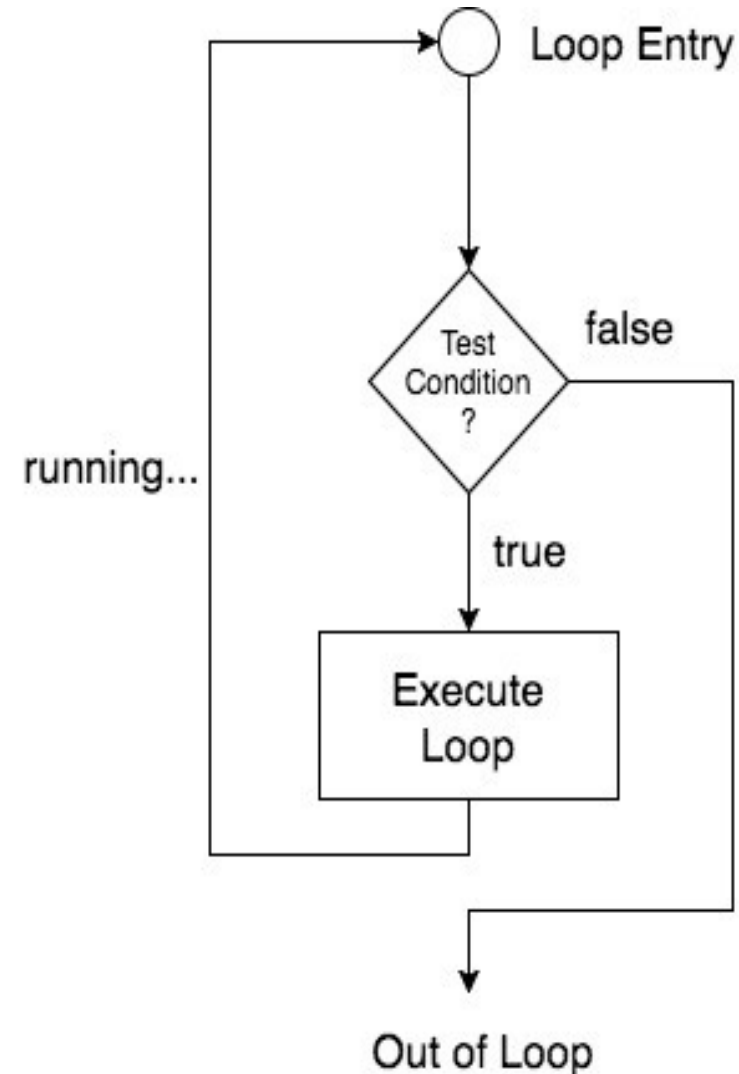 Loop Entry
Test
Condition
?
false
running...
true
Execute
Loop
Out of Loop